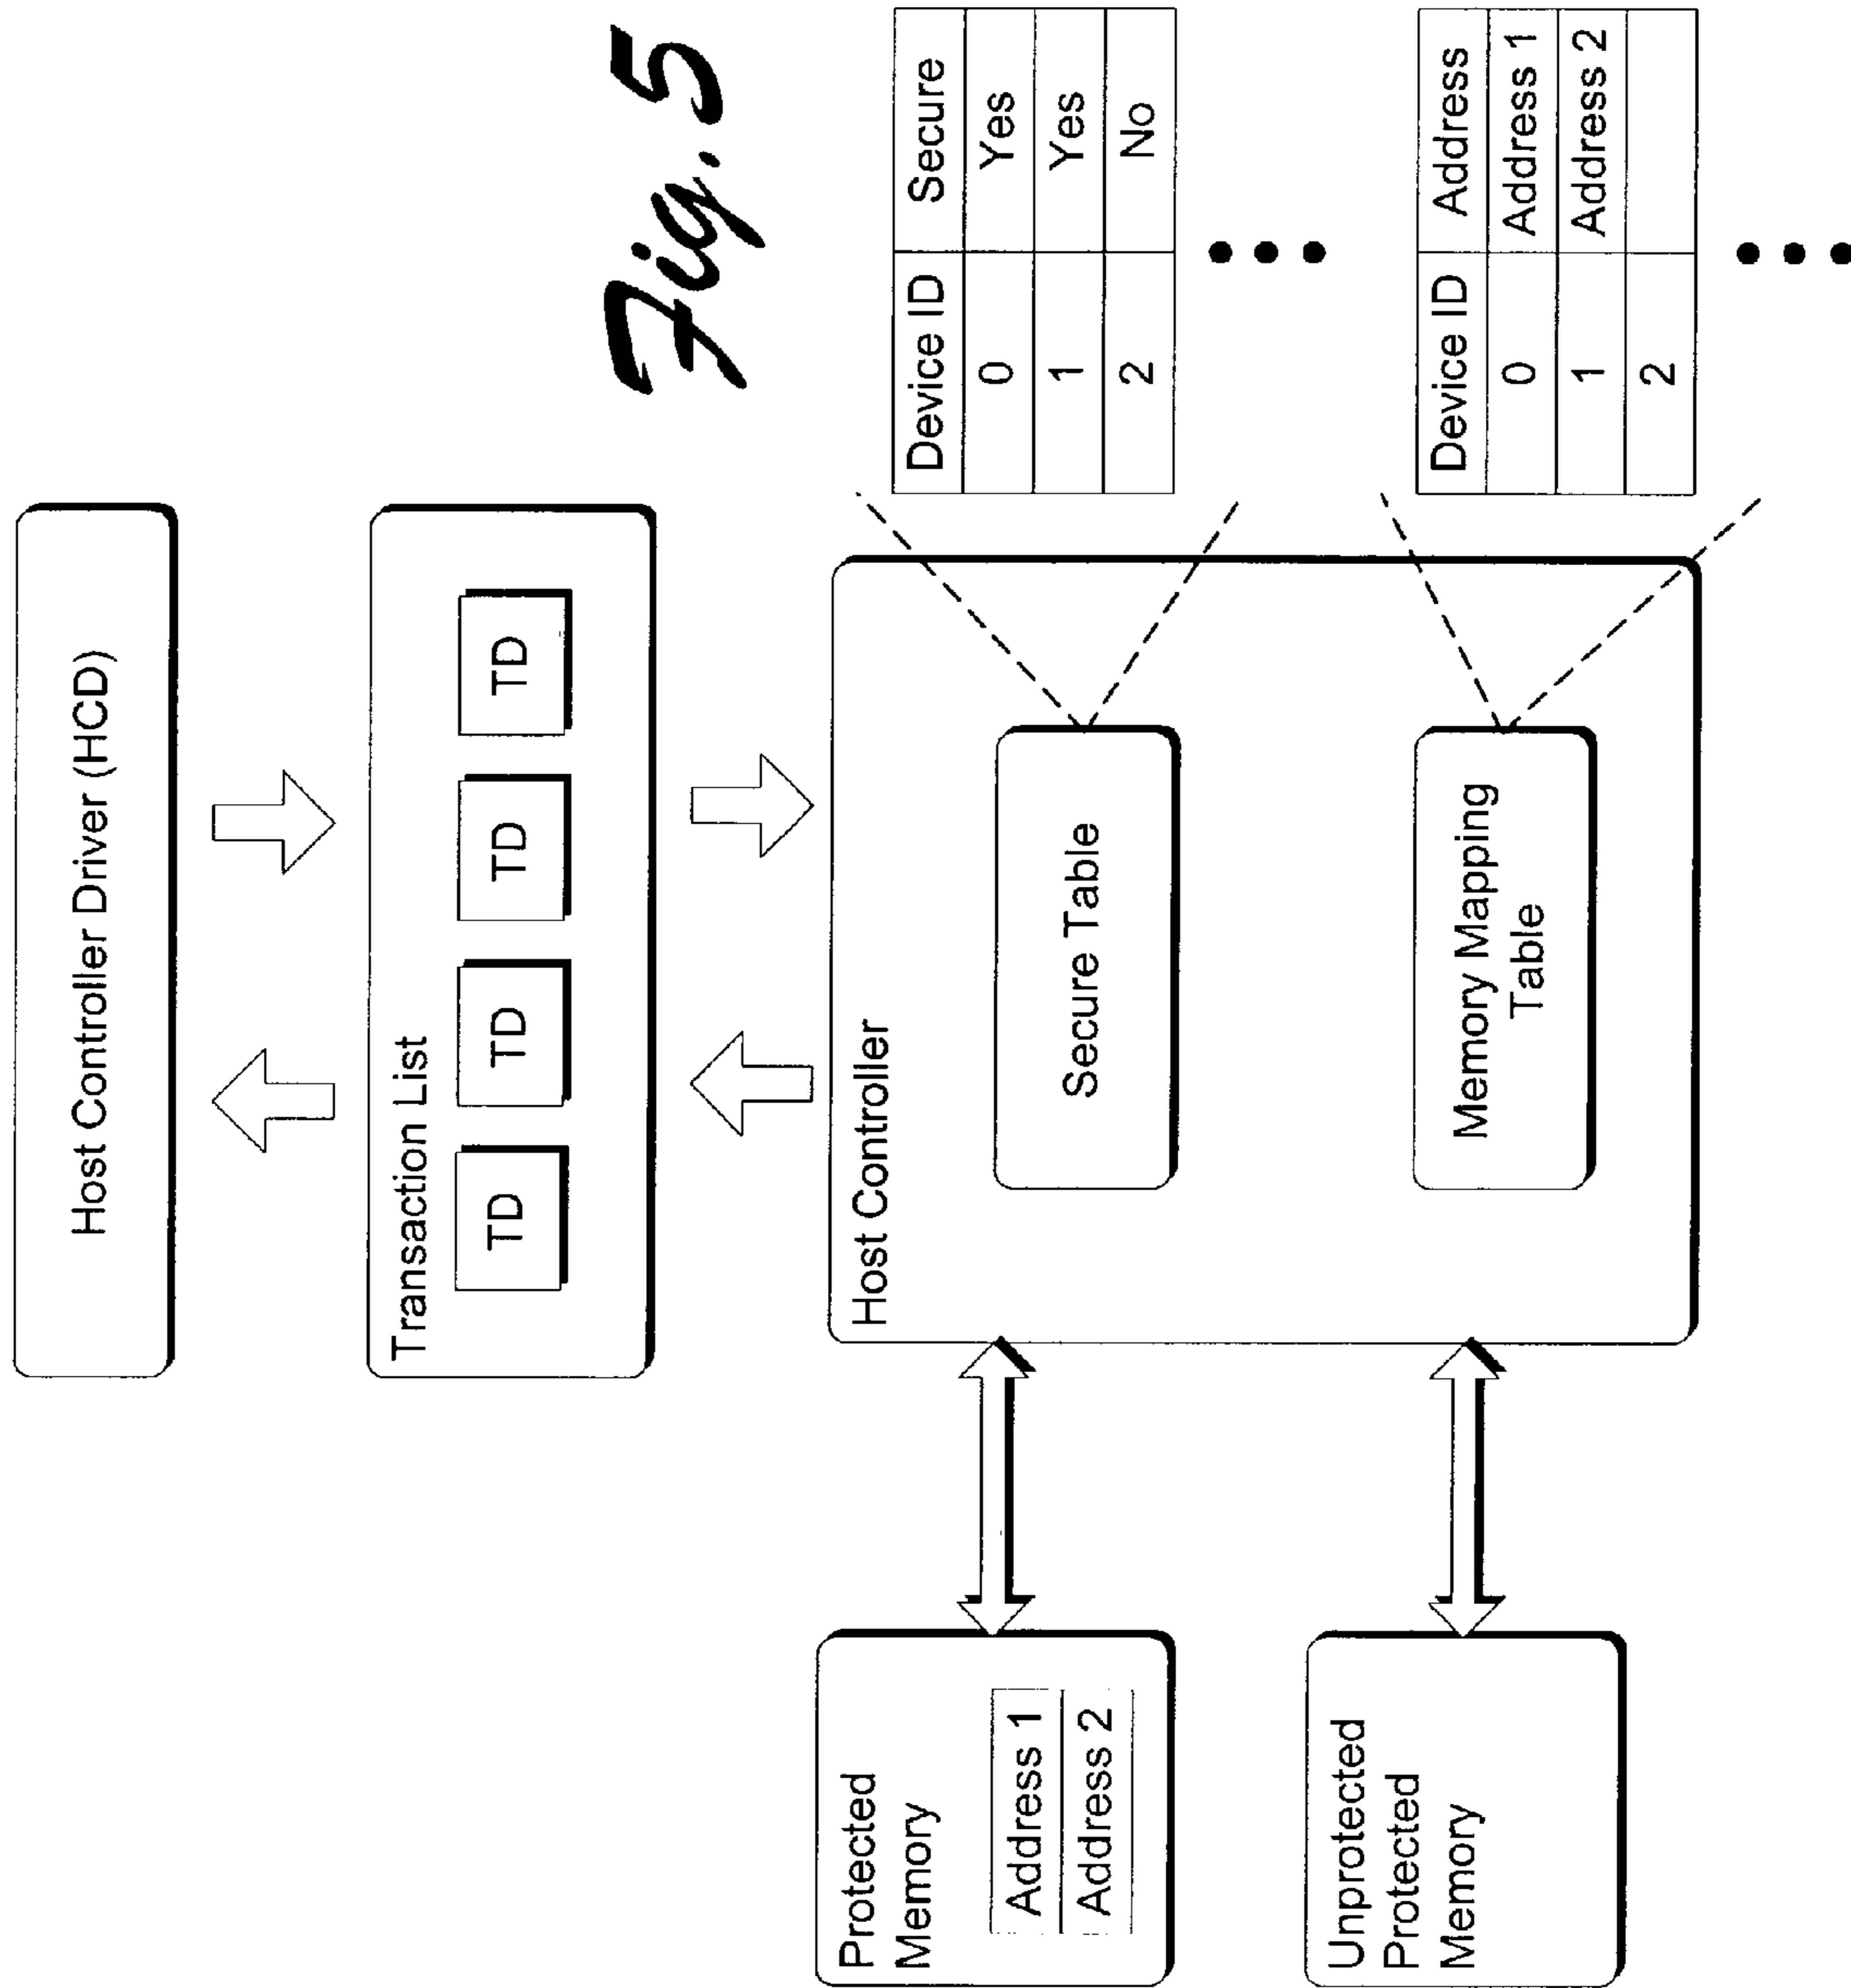 Host Controller Driver (HCD)
Transaction List
TD
TD
TD
TD
Fig. 5
Host Controller
Secure Table
Memory Mapping
Table
Protected
Memory
Address 1
Address 2
Unprotected
Protected
Memory
Device ID Secure
0 Yes
1 Yes
2 No
Device ID Address
0 Address 1
1 Address 2
2